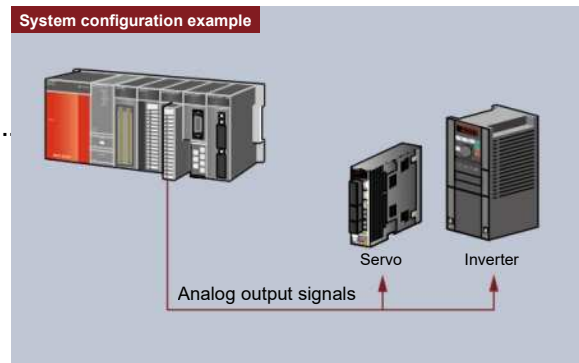 System configuration example
..
Servo
Inverter
Analog output signals